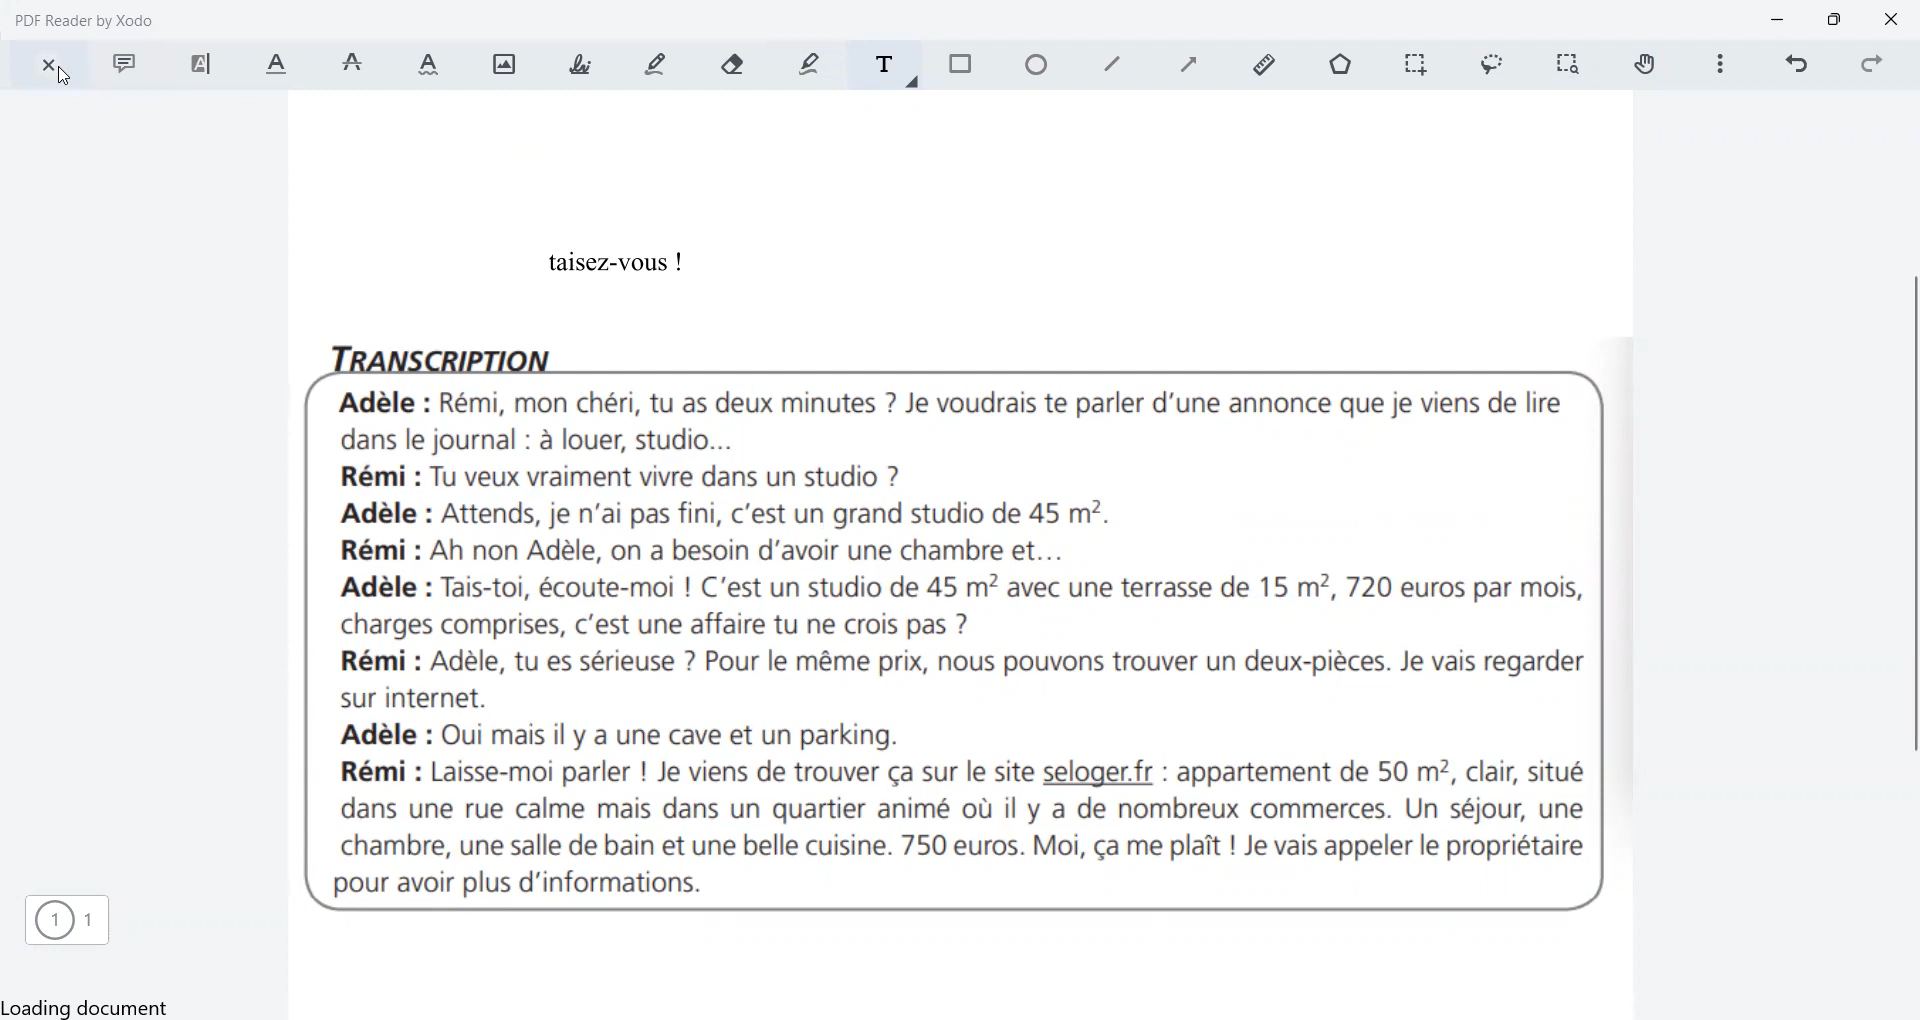 PDF Reader by Xodo
taisez-vous !
TRANSCRIPTION
Adèle : Rémi, mon chéri, tu as deux minutes ? Je voudrais te parler d'une annonce que je viens de lire
dans le journal : à louer, studio...
Rémi : Tu veux vraiment vivre dans un studio ?
Adèle : Attends, je n'ai pas fini, c'est un grand studio de 45 m².
Rémi : Ah non Adèle, on a besoin d'avoir une chambre et...
Adèle : Tais-toi, écoute-moi ! C'est un studio de 45 m² avec une terrasse de 15 m², 720 euros par mois,
charges comprises, c'est une affaire tu ne crois pas ?
Rémi : Adèle, tu es sérieuse ? Pour le même prix, nous pouvons trouver un deux-pièces. Je vais regarder
sur internet.
Adèle : Oui mais il y a une cave et un parking.
Rémi : Laisse-moi parler ! Je viens de trouver ça sur le site seloger.fr : appartement de 50 m², clair, situé
dans une rue calme mais dans un quartier animé où il y a de nombreux commerces. Un séjour, une
chambre, une salle de bain et une belle cuisine. 750 euros. Moi, ça me plaît ! Je vais appeler le propriétaire
pour avoir plus d'informations.
1 1
Loading document